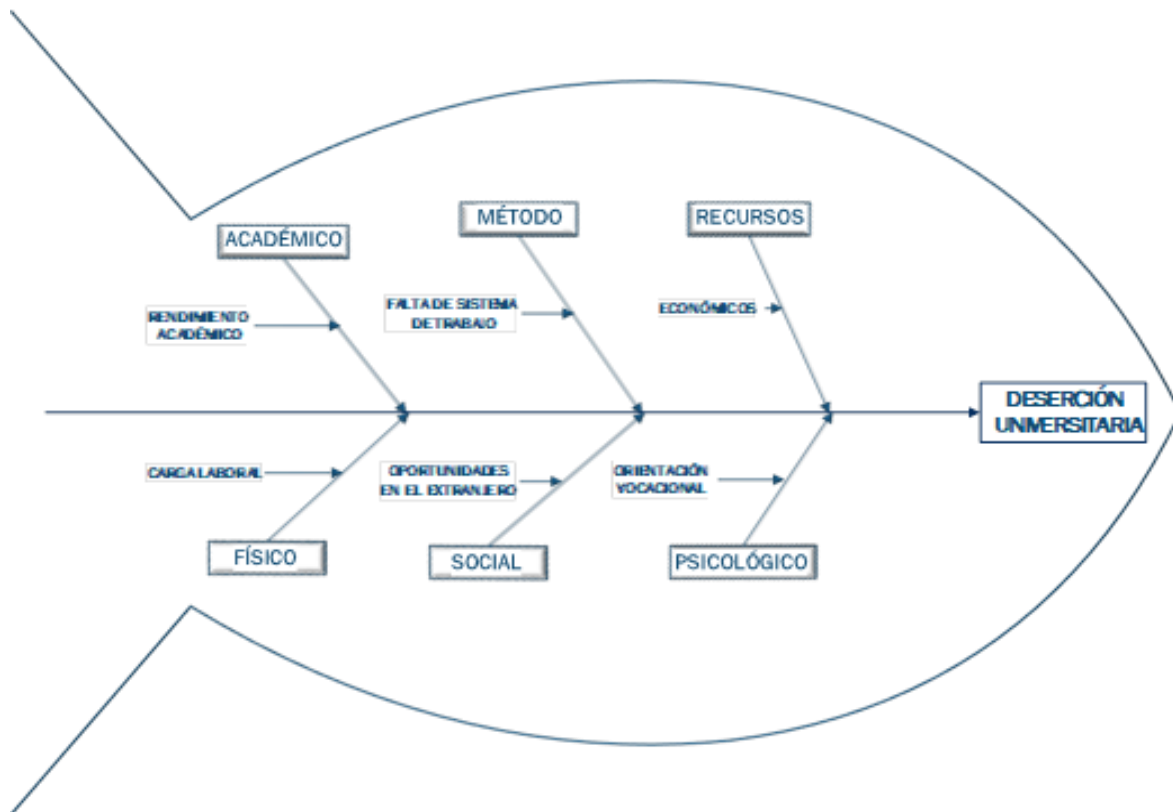 MÉTODO
RECURSOS
ACADÉMICO
FALTA DE SISTEMA
DE TRABAJO
ECONÓMICOS
RENDIMIENTO
ACADÉMICO
DESERCIÓN
UNIVERSITARIA
CARGA LABORAL
OPORTUNIDADES
EN EL EXTRANJERO
ORIENTACIÓN
VOCACIONAL
FÍSICO
SOCIAL
PSICOLÓGICO